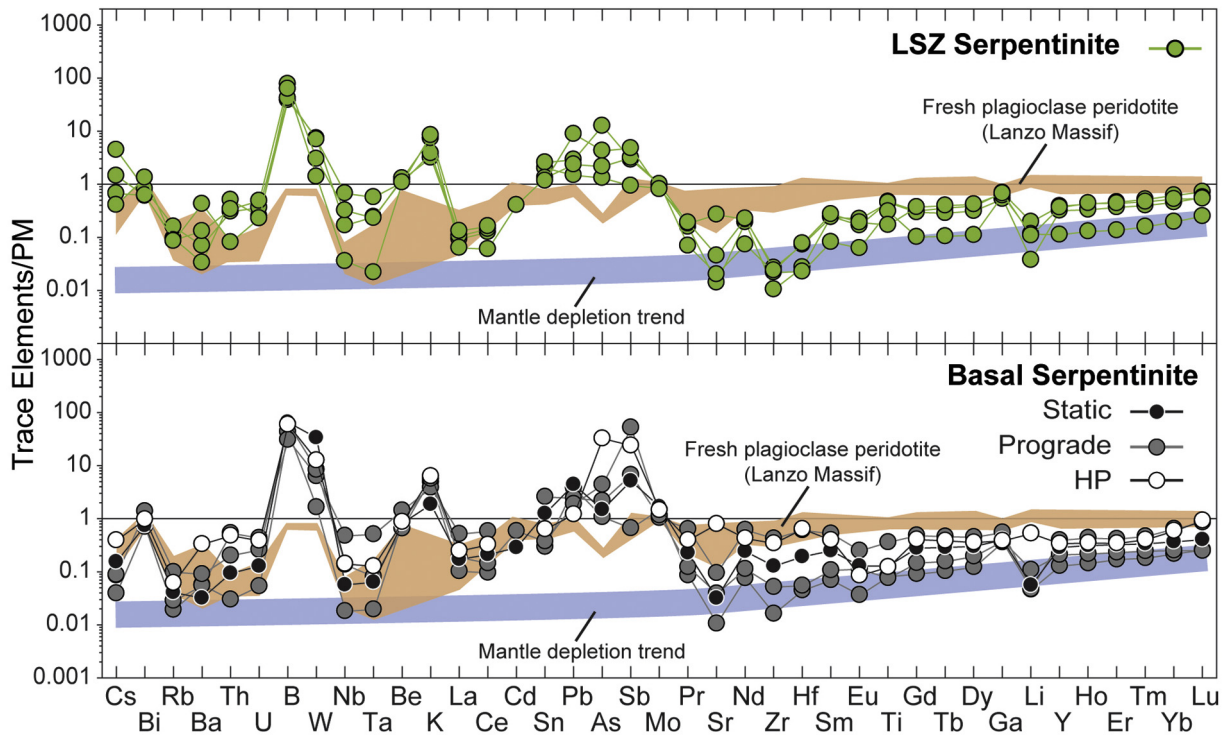 1000
LSZ Serpentinite
100
Fresh plagioclase peridotite
(Lanzo Massif)
10
1
0.1
0.01
Mantle depletion trend
Trace Elements/PM
1000
Basal Serpentinite
Static
100
Prograde
Fresh plagioclase peridotite
(Lanzo Massif)
HP
10
1
0.1
0.01
Mantle depletion trend
0.001
Cs Rb Th B Nb Be La Cd Pb Sb Pr Nd Hf Eu Gd Dy Li Ho Tm Lu
Bi Ba U W Ta K Ce Sn As Mo Sr Zr Sm Ti Tb Ga Y Er Yb